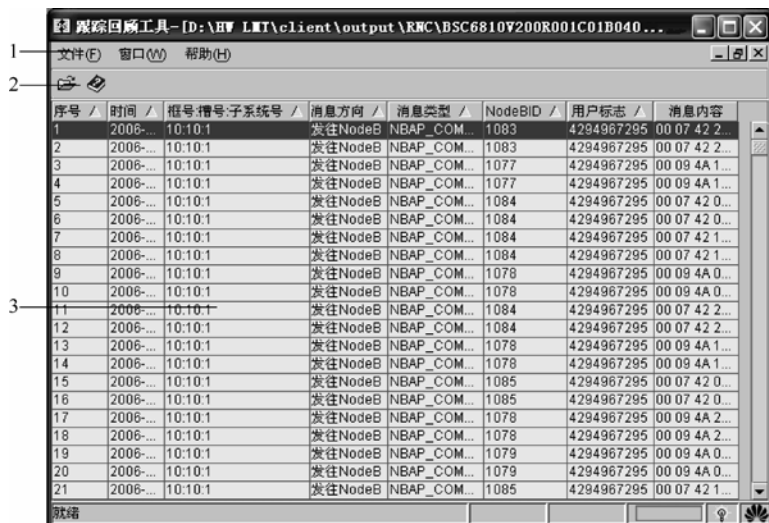 跟踪回顾工具-[D:\HW LMT\client\output\RNC\BSC6810V200R001C01B040...
1 文件(F) 窗口(W) 帮助(H)
2
序号 时间 框号:槽号:子系统号 消息方向 消息类型 NodeBID 用户标志 消息内容
1 2006-... 10:10:1 发往NodeB NBAP_COM... 1083 4294967295 00 07 42 2...
2 2006-... 10:10:1 发往NodeB NBAP_COM... 1083 4294967295 00 07 42 2...
3 2006-... 10:10:1 发往NodeB NBAP_COM... 1077 4294967295 00 09 4A 1...
4 2006-... 10:10:1 发往NodeB NBAP_COM... 1077 4294967295 00 09 4A 1...
5 2006-... 10:10:1 发往NodeB NBAP_COM... 1084 4294967295 00 07 42 0...
6 2006-... 10:10:1 发往NodeB NBAP_COM... 1084 4294967295 00 07 42 0...
7 2006-... 10:10:1 发往NodeB NBAP_COM... 1084 4294967295 00 07 42 1...
8 2006-... 10:10:1 发往NodeB NBAP_COM... 1084 4294967295 00 07 42 1...
9 2006-... 10:10:1 发往NodeB NBAP_COM... 1078 4294967295 00 09 4A 0...
10 2006-... 10:10:1 发往NodeB NBAP_COM... 1078 4294967295 00 09 4A 0...
3 11 2006-... 10:10:1 发往NodeB NBAP_COM... 1084 4294967295 00 07 42 2...
12 2006-... 10:10:1 发往NodeB NBAP_COM... 1084 4294967295 00 07 42 2...
13 2006-... 10:10:1 发往NodeB NBAP_COM... 1078 4294967295 00 09 4A 1...
14 2006-... 10:10:1 发往NodeB NBAP_COM... 1078 4294967295 00 09 4A 1...
15 2006-... 10:10:1 发往NodeB NBAP_COM... 1085 4294967295 00 07 42 0...
16 2006-... 10:10:1 发往NodeB NBAP_COM... 1085 4294967295 00 07 42 0...
17 2006-... 10:10:1 发往NodeB NBAP_COM... 1078 4294967295 00 09 4A 2...
18 2006-... 10:10:1 发往NodeB NBAP_COM... 1078 4294967295 00 09 4A 2...
19 2006-... 10:10:1 发往NodeB NBAP_COM... 1079 4294967295 00 09 4A 0...
20 2006-... 10:10:1 发往NodeB NBAP_COM... 1079 4294967295 00 09 4A 0...
21 2006-... 10:10:1 发往NodeB NBAP_COM... 1085 4294967295 00 07 42 1...
就绪